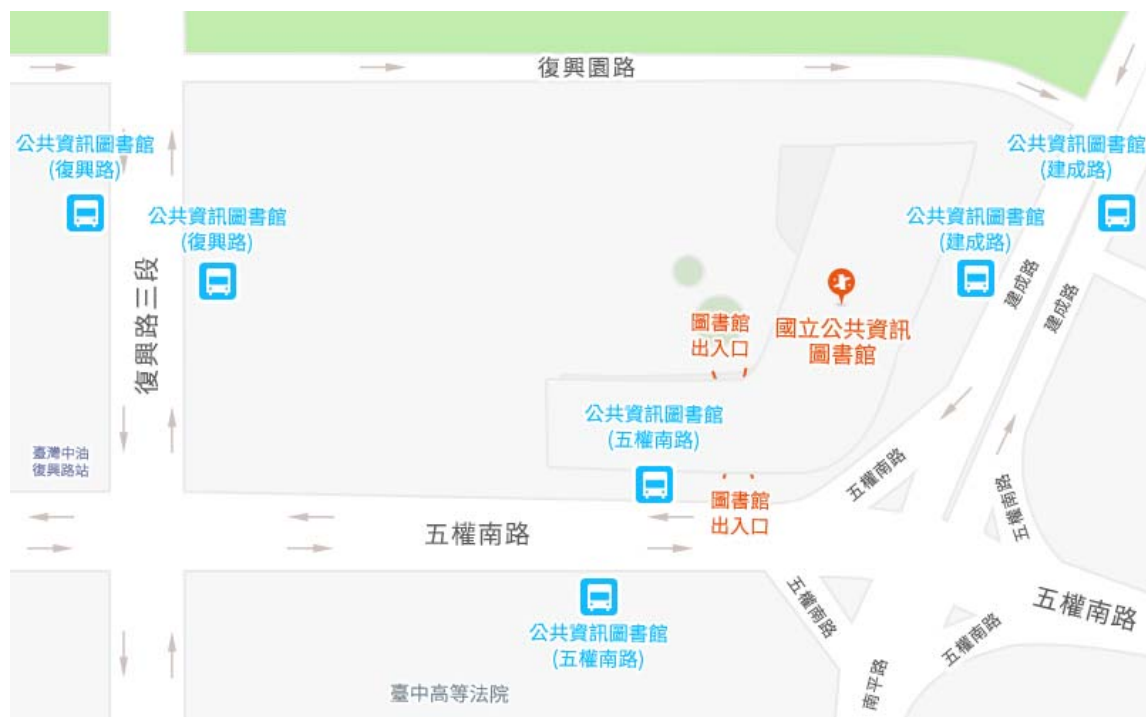 復興園路
公共資訊圖書館
(復興路)
公共資訊圖書館
(建成路)
公共資訊圖書館
(復興路)
公共資訊圖書館
(建成路)
復興路三段
建成路
建成路
國立公共資訊
圖書館
圖書館
出入口
公共資訊圖書館
(五權南路)
臺灣中油
復興路站
五權南路
五權南路
圖書館
出入口
五權南路
五權南路
五權南路
五權南路
公共資訊圖書館
(五權南路)
南平路
臺中高等法院